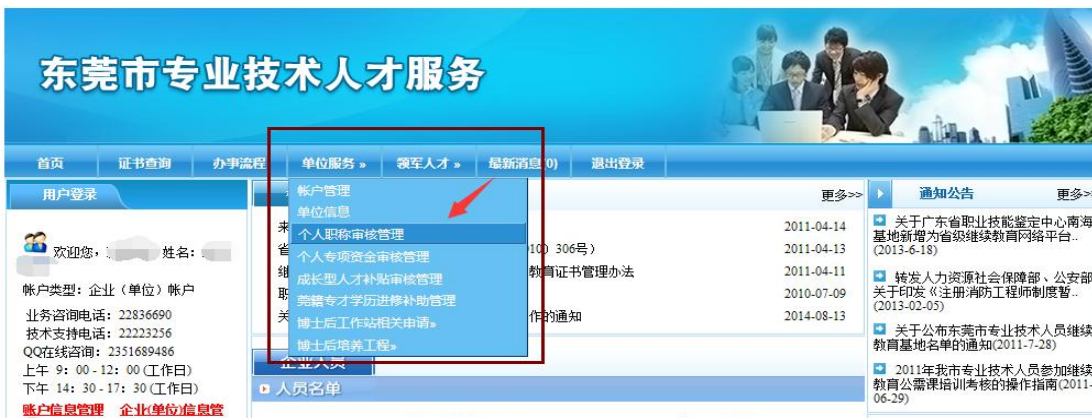 东莞市专业技术人才服务
首页 证书查询 办事流程 单位服务 » 领军人才 » 最新消息(0) 退出登录
用户登录
欢迎您, 姓名:
帐户类型：企业（单位）帐户
业务咨询电话：22836690
技术支持电话：22223256
QQ在线咨询：2351689486
上午 9：00-12：00(工作日)
下午 14：30-17：30(工作日)
账户信息管理 企业(单位)信息管
帐户管理
单位信息
个人职称审核管理
个人专项资金审核管理
成长型人才补贴审核管理
莞籍专才学历进修补助管理
博士后工作站相关申请»
博士后培养工程»
更多>>
2011-04-14
306号） 2011-04-13
教育证书管理办法 2011-04-11
2010-07-09
作的通知 2014-08-13
企业人员
人员名单
通知公告 更多>>
关于广东省职业技能鉴定中心南海
基地新增为省级继续教育网络平台..
(2013-6-18)
转发人力资源社会保障部、公安部
关于印发《注册消防工程师制度暂..
(2013-02-05)
关于公布东莞市专业技术人员继续
教育基地名单的通知(2011-7-28)
2011年我市专业技术人员参加继续
教育公需课培训考核的操作指南(2011-
06-29)